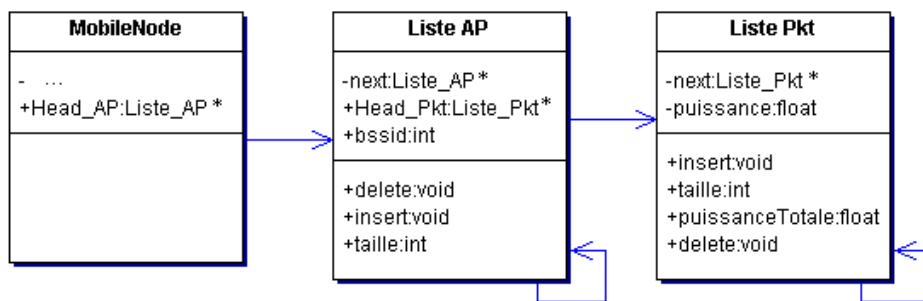 MobileNode
- ...
+Head_AP:Liste_AP*
Liste AP
-next:Liste_AP*
+Head_Pkt:Liste_Pkt*
+bssid:int
+delete:void
+insert:void
+taille:int
Liste Pkt
-next:Liste_Pkt*
-puissance:float
+insert:void
+taille:int
+puissanceTotale:float
+delete:void